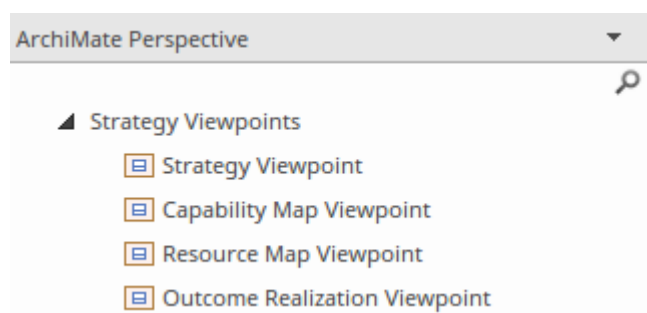 ArchiMate Perspective
Strategy Viewpoints
Strategy Viewpoint
Capability Map Viewpoint
Resource Map Viewpoint
Outcome Realization Viewpoint